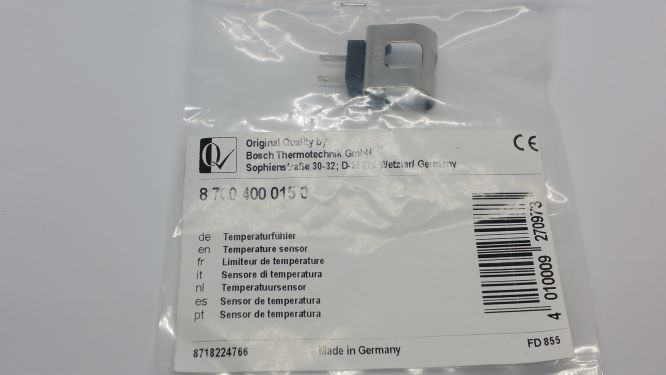 Original Quality by
Bosch Thermotechnik GmbH
Sophienstraße 30-32; Wetzlar/ Germany
CE
8 700 400 015 0
de Temperaturfühler
en Temperature sensor
fr Limiteur de temperature
it Sensore di temperatura
nl Temperatuursensor
es Sensor de temperatura
pt Sensor de temperatura
4 010009 270973
8718224766 Made in Germany FD 855